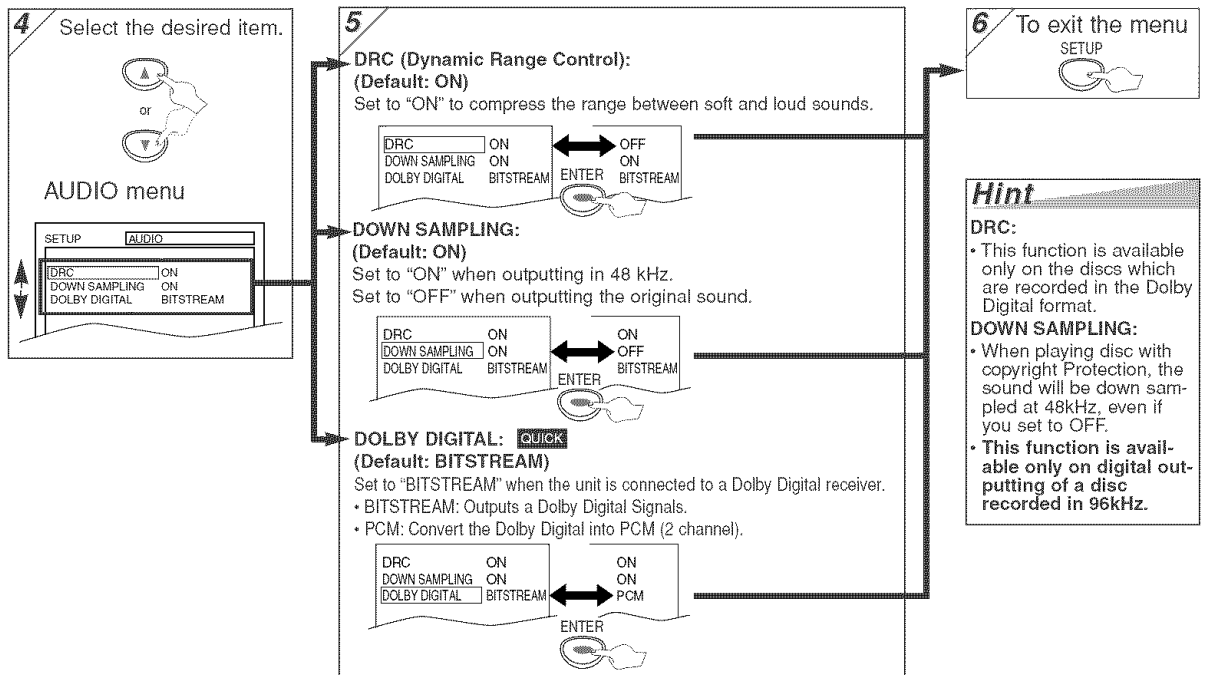 4 Select the desired item.
▲
or
▼
AUDIO menu
SETUP AUDIO
DRC ON
DOWN SAMPLING ON
DOLBY DIGITAL BITSTREAM
5
DRC (Dynamic Range Control):
(Default: ON)
Set to “ON” to compress the range between soft and loud sounds.
DRC ON OFF
DOWN SAMPLING ON ON
DOLBY DIGITAL BITSTREAM BITSTREAM
ENTER
DOWN SAMPLING:
(Default: ON)
Set to “ON” when outputting in 48 kHz.
Set to “OFF” when outputting the original sound.
DRC ON ON
DOWN SAMPLING ON OFF
DOLBY DIGITAL BITSTREAM BITSTREAM
ENTER
DOLBY DIGITAL: QUICK
(Default: BITSTREAM)
Set to “BITSTREAM” when the unit is connected to a Dolby Digital receiver.
• BITSTREAM: Outputs a Dolby Digital Signals.
• PCM: Convert the Dolby Digital into PCM (2 channel).
DRC ON ON
DOWN SAMPLING ON ON
DOLBY DIGITAL BITSTREAM PCM
ENTER
6 To exit the menu
SETUP
Hint
DRC:
• This function is available
only on the discs which
are recorded in the Dolby
Digital format.
DOWN SAMPLING:
• When playing disc with
copyright Protection, the
sound will be down sam-
pled at 48kHz, even if
you set to OFF.
• This function is avail-
able only on digital out-
putting of a disc
recorded in 96kHz.